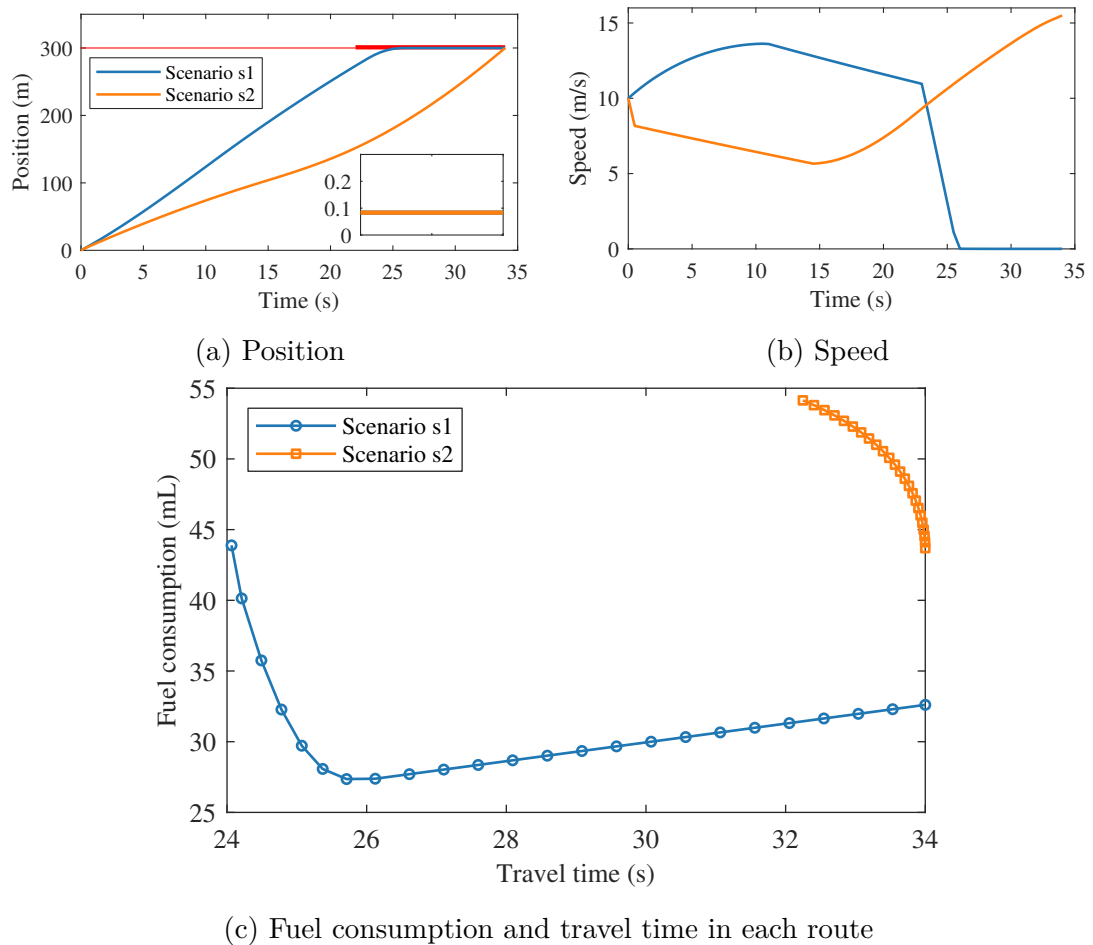 300
200
100
0
Position (m)
Scenario s1
Scenario s2
0.2
0.1
0
0 5 10 15 20 25 30 35
Time (s)
(a) Position
15
10
5
0
Speed (m/s)
0 5 10 15 20 25 30 35
Time (s)
(b) Speed
55
50
45
40
35
30
25
Fuel consumption (mL)
Scenario s1
Scenario s2
24 26 28 30 32 34
Travel time (s)
(c) Fuel consumption and travel time in each route